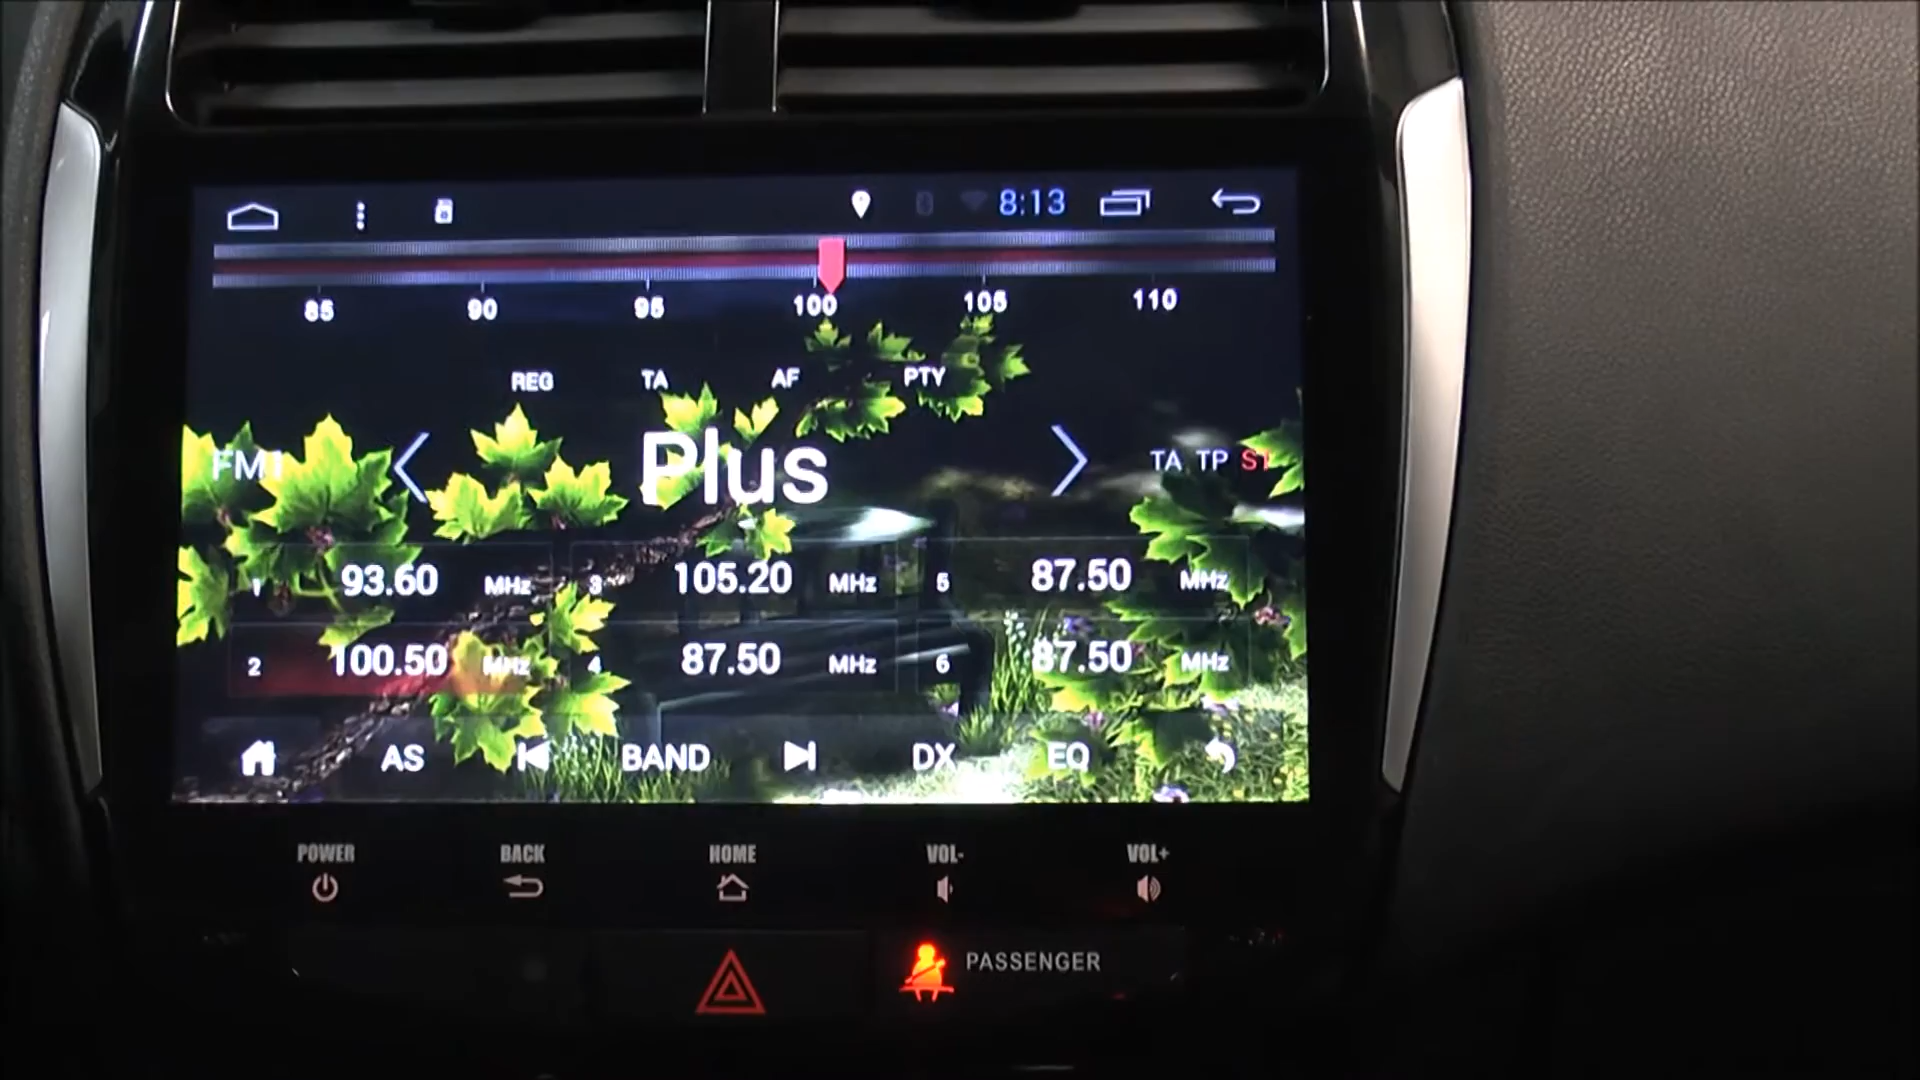 8:13
85 90 95 100 105 110
REG TA AF PTY
FM1 Plus TA TP ST
1 93.60 MHz 3 105.20 MHz 5 87.50 MHz
2 100.50 MHz 4 87.50 MHz 6 87.50 MHz
AS BAND DX EQ
POWER BACK HOME VOL- VOL+
PASSENGER